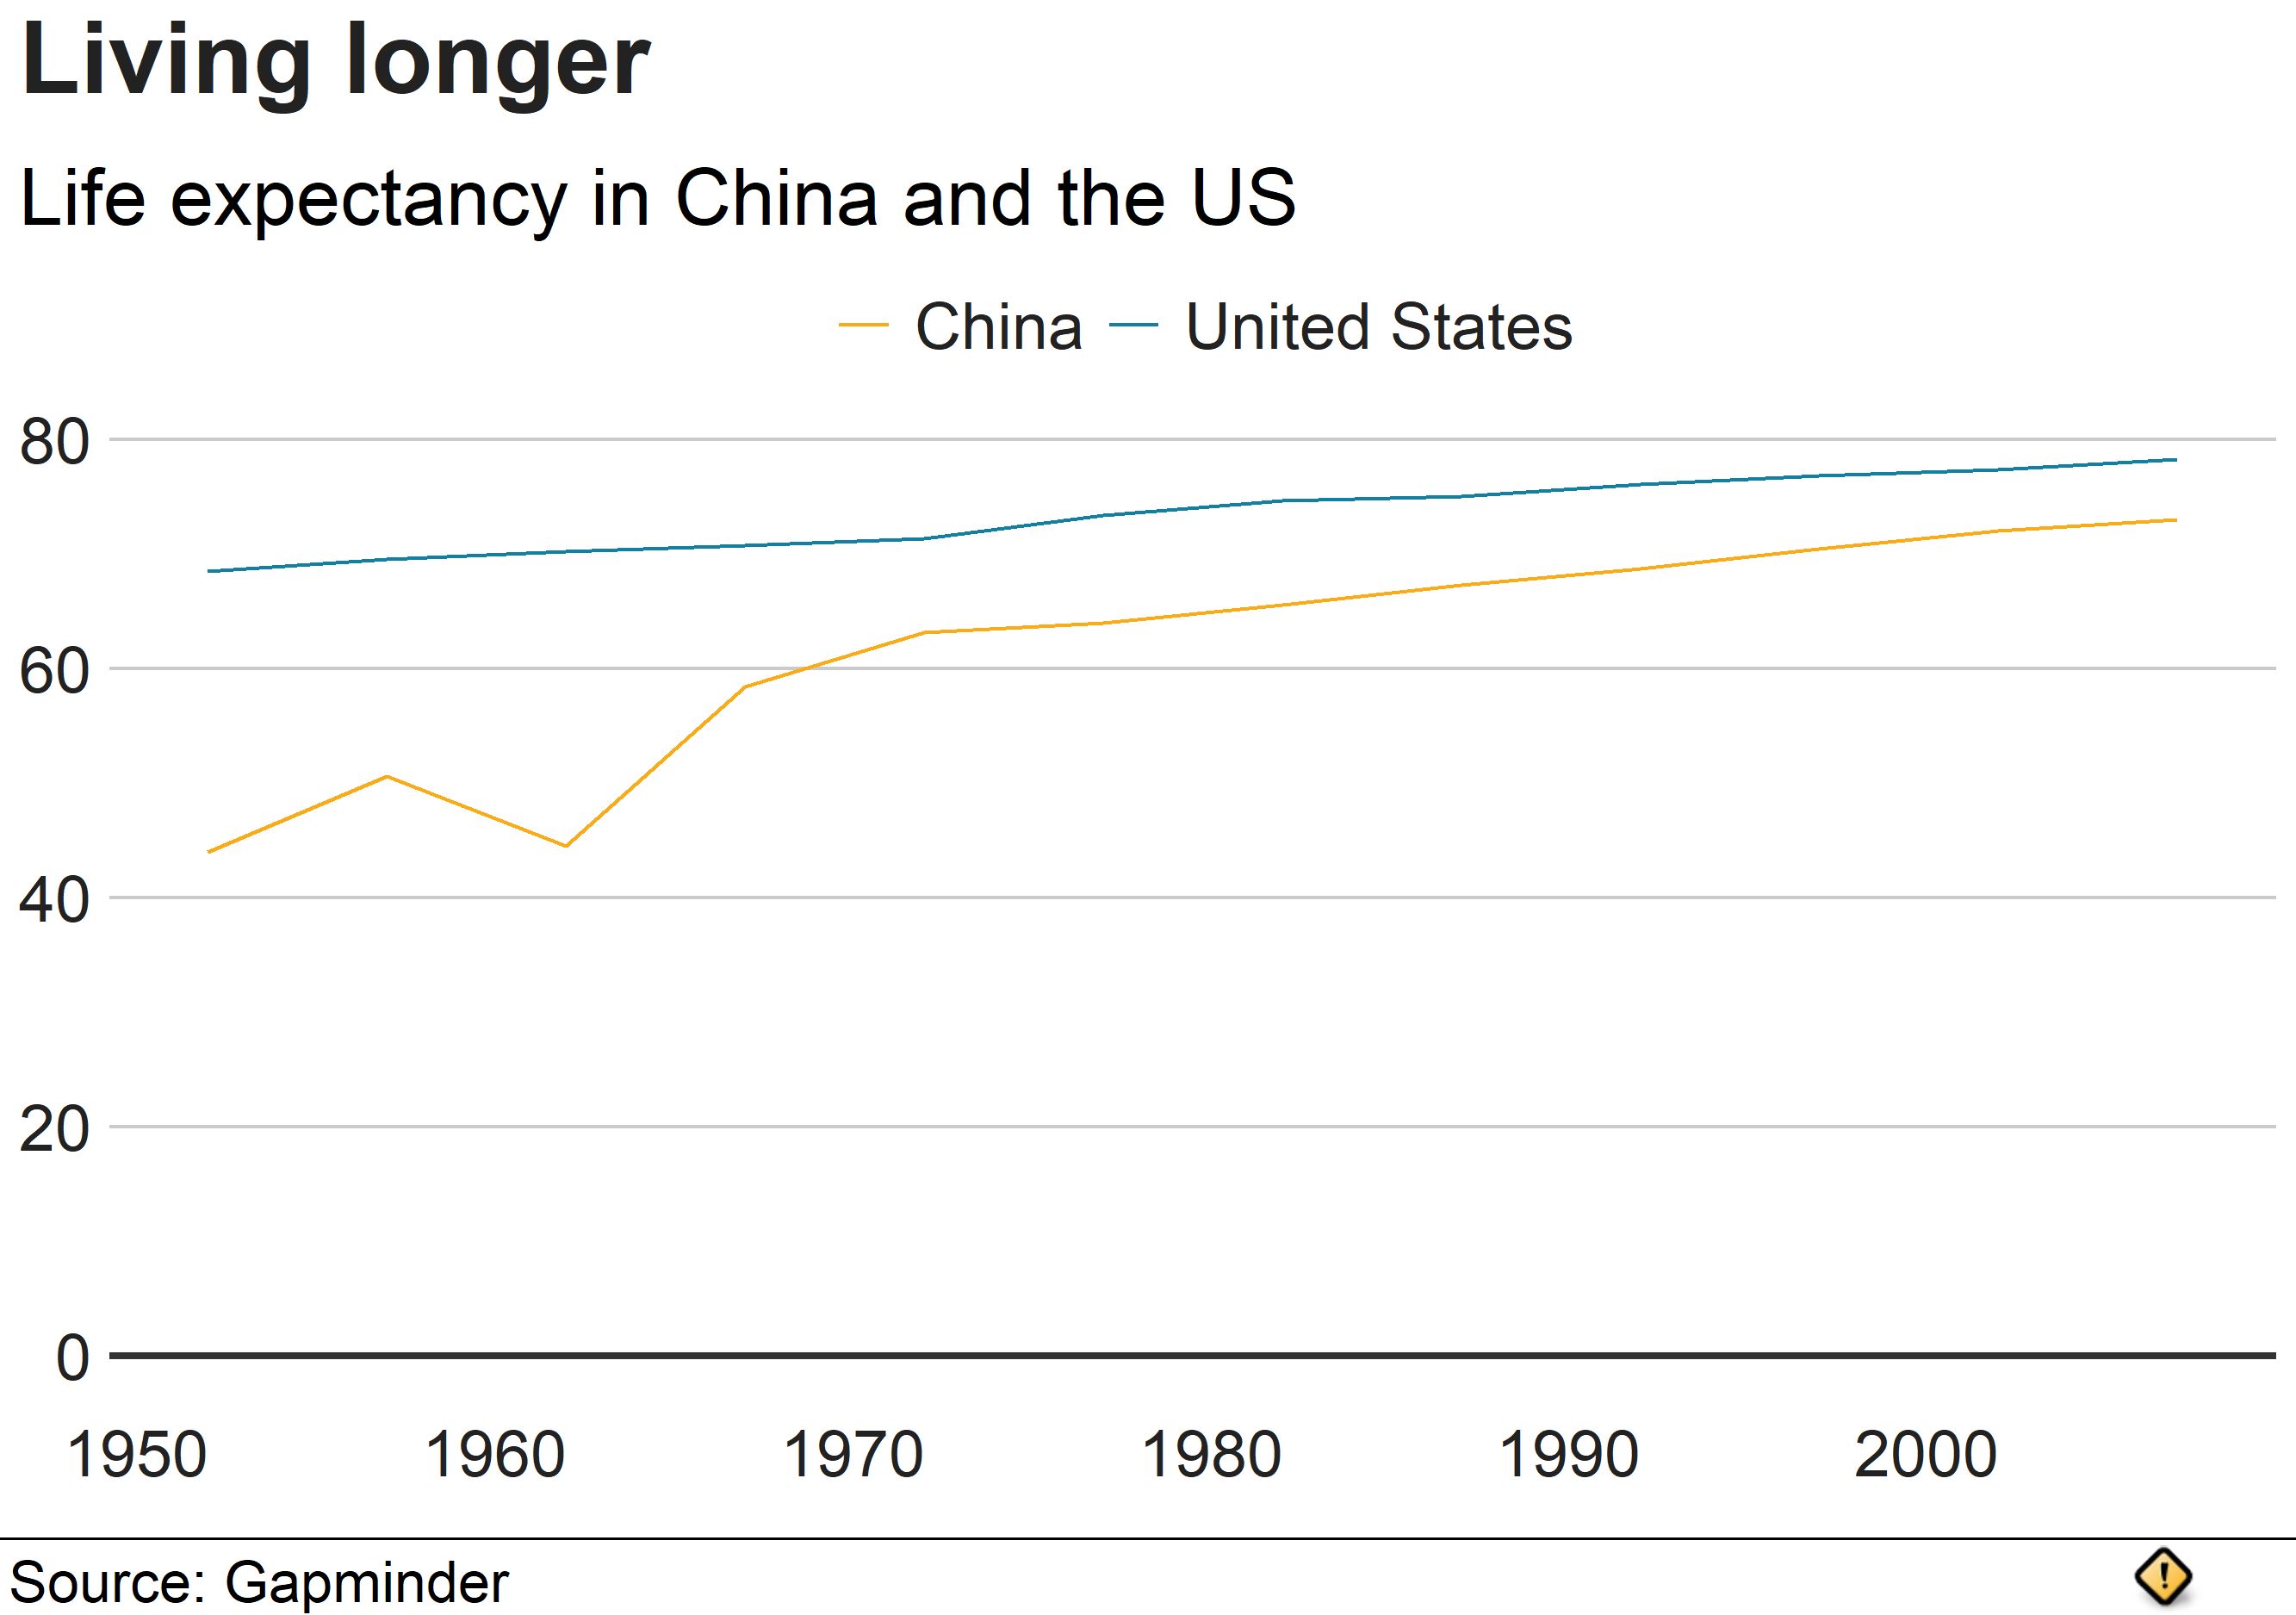 Living longer
Life expectancy in China and the US
China United States
80
60
40
20
0
1950 1960 1970 1980 1990 2000
Source: Gapminder
!